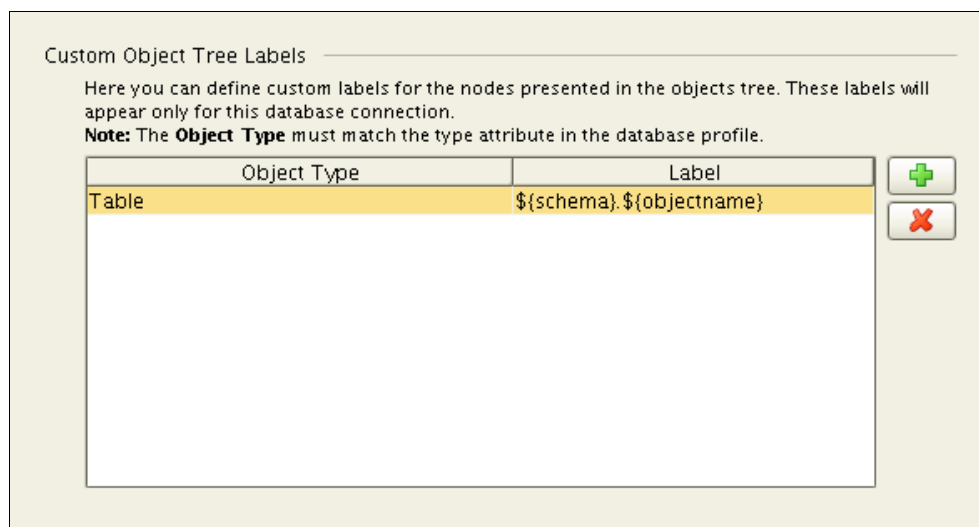 Custom Object Tree Labels
Here you can define custom labels for the nodes presented in the objects tree. These labels will
appear only for this database connection.
Note: The Object Type must match the type attribute in the database profile.
Object Type Label
Table ${schema}.${objectname}